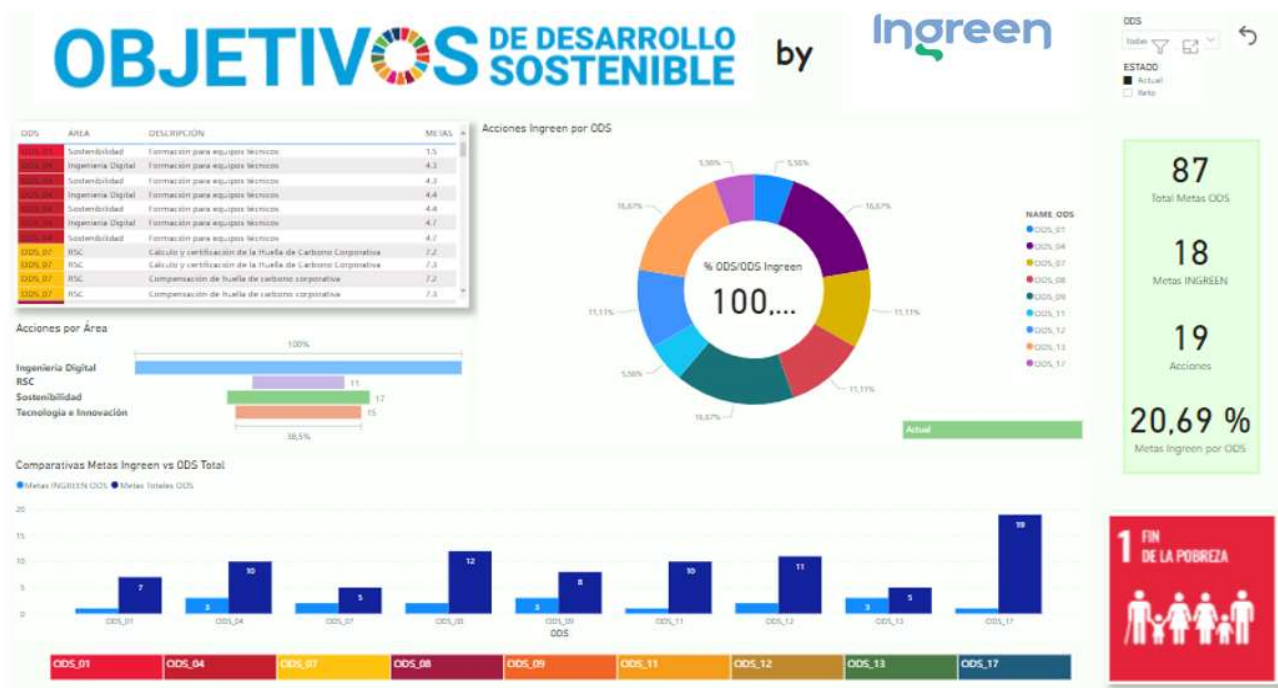 OBJETIVOS DE DESARROLLO SOSTENIBLE
by
Ingreen
ODS
Todas
ESTADO
Actual
Reto
ODS AREA DESCRIPCIÓN METAS
ODS_01 Sostenibilidad Formación para equipos técnicos 1.5
ODS_04 Ingeniería Digital Formación para equipos técnicos 4.3
ODS_04 Sostenibilidad Formación para equipos técnicos 4.3
ODS_04 Ingeniería Digital Formación para equipos técnicos 4.4
ODS_04 Sostenibilidad Formación para equipos técnicos 4.4
ODS_04 Ingeniería Digital Formación para equipos técnicos 4.7
ODS_04 Sostenibilidad Formación para equipos técnicos 4.7
ODS_07 RSC Cálculo y certificación de la Huella de Carbono Corporativa 7.2
ODS_07 RSC Cálculo y certificación de la Huella de Carbono Corporativa 7.3
ODS_07 RSC Compensación de huella de carbono corporativa 7.2
ODS_07 RSC Compensación de huella de carbono corporativa 7.3
Acciones Ingreen por ODS
5,56%
5,56%
16,67%
16,67%
11,11%
11,11%
5,56%
11,11%
16,67%
% ODS/ODS Ingreen
100,...
NAME_ODS
ODS_01
ODS_04
ODS_07
ODS_08
ODS_09
ODS_11
ODS_12
ODS_13
ODS_17
Actual
87
Total Metas ODS
18
Metas INGREEN
19
Acciones
20,69 %
Metas Ingreen por ODS
Acciones por Área
100%
Ingeniería Digital
RSC 11
Sostenibilidad 17
Tecnología e Innovación 15
38,5%
Comparativas Metas Ingreen vs ODS Total
Metas INGREEN ODS Metas Totales ODS
20
15
10
5
0
7
3 10
5
12
3 8
10
11
3 5
19
ODS_01 ODS_04 ODS_07 ODS_08 ODS_09 ODS_11 ODS_12 ODS_13 ODS_17
ODS
ODS_01 ODS_04 ODS_07 ODS_08 ODS_09 ODS_11 ODS_12 ODS_13 ODS_17
1 FIN
DE LA POBREZA